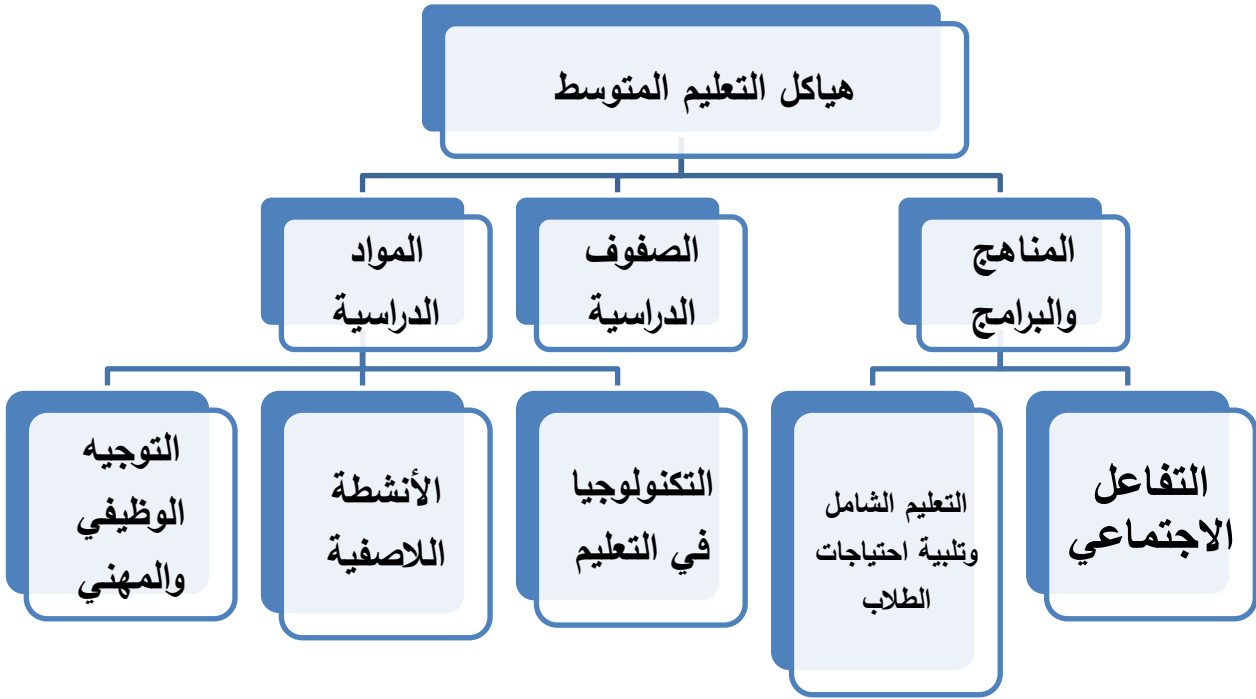 هياكل التعليم المتوسط
المناهج
والبرامج
الصفوف
الدراسية
المواد
الدراسية
التفاعل
الاجتماعي
التعليم الشامل
وتلبية احتياجات
الطلاب
التكنولوجيا
في التعليم
الأنشطة
اللاصفية
التوجيه
الوظيفي
والمهني